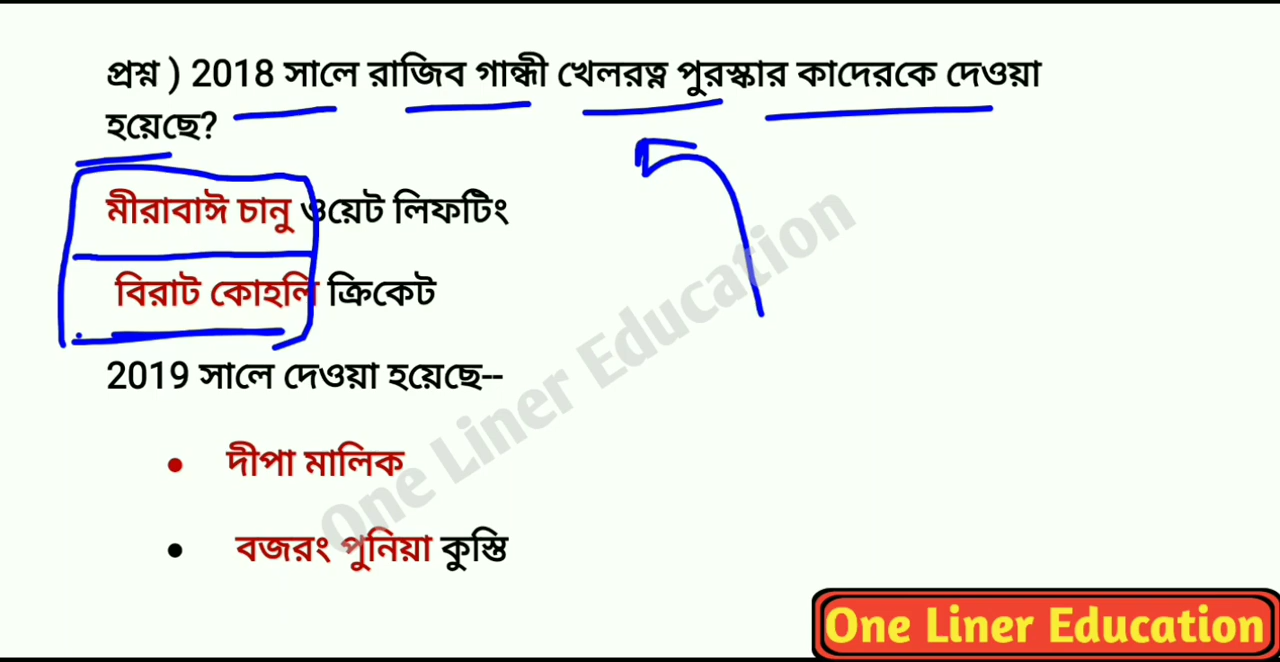 প্রশ্ন ) 2018 সালে রাজিব গান্ধী খেলরত্ন পুরস্কার কাদেরকে দেওয়া
হয়েছে?
মীরাবাঈ চানু ওয়েট লিফটিং
বিরাট কোহলি ক্রিকেট
2019 সালে দেওয়া হয়েছে--
• দীপা মালিক
• বজরং পুনিয়া কুস্তি
One Liner Education
One Liner Education